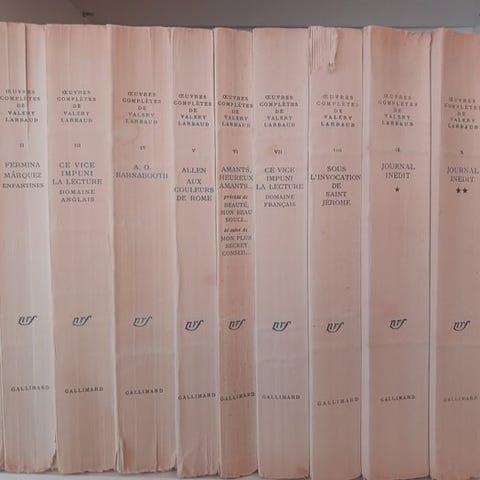 ŒUVRES
COMPLÈTES
DE
VALERY
LARBAUD
II
FERMINA
MÁRQUEZ
ENFANTINES
nrf
GALLIMARD
ŒUVRES
COMPLÈTES
DE
VALERY
LARBAUD
III
CE VICE
IMPUNI
LA LECTURE
DOMAINE
ANGLAIS
nrf
GALLIMARD
ŒUVRES
COMPLÈTES
DE
VALERY
LARBAUD
IV
A. O.
BARNABOOTH
nrf
GALLIMARD
ŒUVRES
COMPLÈTES
DE
VALERY
LARBAUD
V
ALLEN
AUX
COULEURS
DE ROME
nrf
GALLIMARD
ŒUVRES
COMPLÈTES
DE
VALERY
LARBAUD
VI
AMANTS,
HEUREUX
AMANTS...
précédé de
BEAUTÉ,
MON BEAU
SOUCI...
et suivi de
MON PLUS
SECRET
CONSEIL...
nrf
GALLIMARD
ŒUVRES
COMPLÈTES
DE
VALERY
LARBAUD
VII
CE VICE
IMPUNI
LA LECTURE
DOMAINE
FRANÇAIS
nrf
GALLIMARD
ŒUVRES
COMPLÈTES
DE
VALERY
LARBAUD
VIII
SOUS
L'INVOCATION
DE
SAINT
JÉRÔME
nrf
GALLIMARD
ŒUVRES
COMPLÈTES
DE
VALERY
LARBAUD
IX
JOURNAL
INÉDIT
*
nrf
GALLIMARD
ŒUVRES
COMPLÈTES
DE
VALERY
LARBAUD
X
JOURNAL
INÉDIT
**
nrf
GALLIMARD